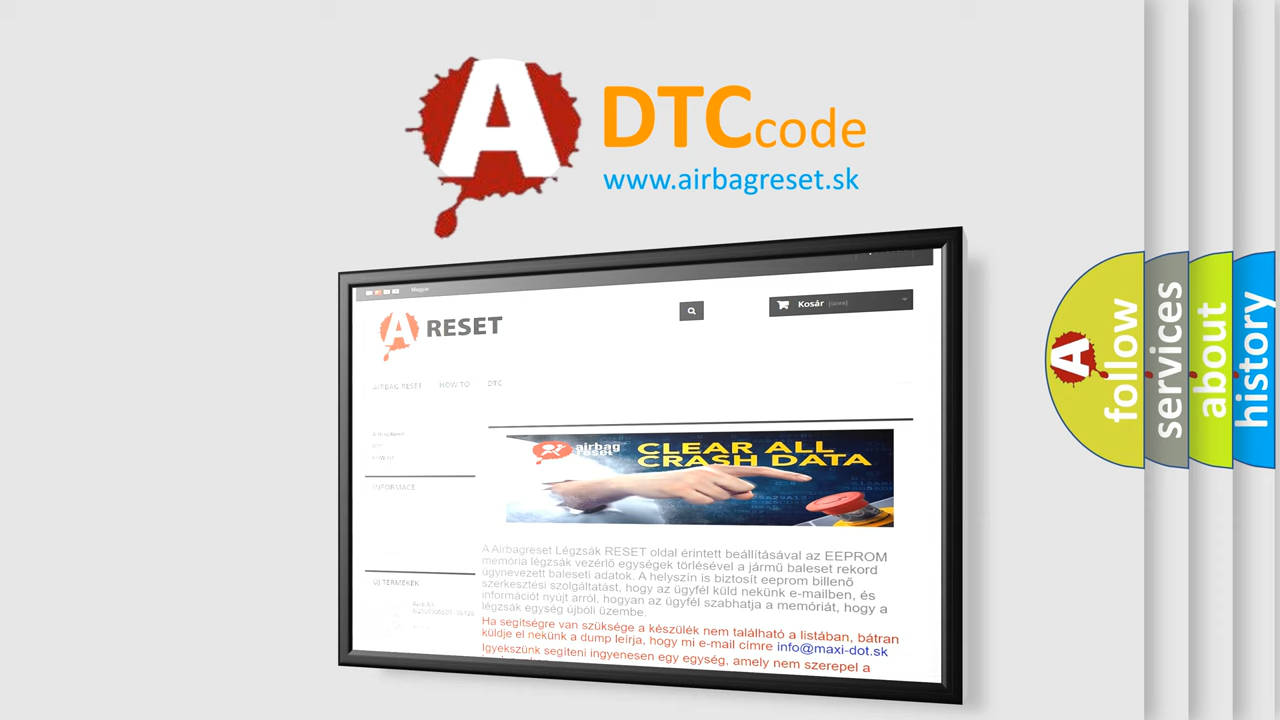 A
DTCcode
www.airbagreset.sk
Magyar
A RESET
Kosár (üres)
AIRBAG RESET HOW TO DTC
INFORMACE
airbag
reset
CLEAR ALL
CRASH DATA
A Airbagreset Légzsák RESET oldal érintett beállításával az EEPROM
memória légzsák vezérlő egységek törlésével a jármű baleset rekord
úgynevezett baleseti adatok. A helyszín is biztosít eeprom billenő
szerkesztési szolgáltatást, hogy az ügyfél küld nekünk e-mailben, és
információt nyújt arról, hogyan az ügyfél szabhatja a memóriát, hogy a
légzsák egység újbóli üzembe.
Ha segítségre van szüksége a készülék nem található a listában, bátran
küldje el nekünk a dump leírja, hogy mi e-mail címre info@maxi-dot.sk
Igyekszünk segíteni ingyenesen egy egység, amely nem szerepel a
ÚJ TERMÉKEK
A
follow
services
about
history